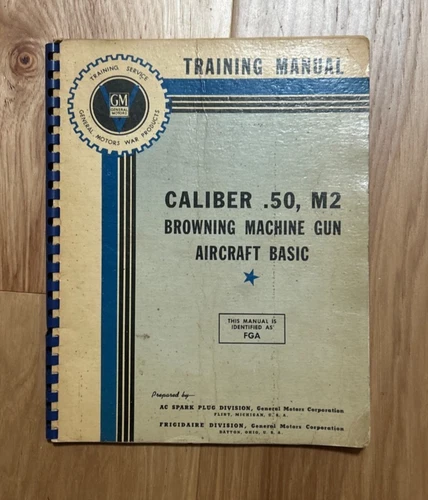 TRAINING MANUAL
TRAINING SERVICE
GM
GENERAL MOTORS
GENERAL MOTORS WAR PRODUCTS
CALIBER .50, M2
BROWNING MACHINE GUN
AIRCRAFT BASIC
THIS MANUAL IS
IDENTIFIED AS
FGA
Prepared by
AC SPARK PLUG DIVISION, General Motors Corporation
FLINT, MICHIGAN, U. S. A.
FRIGIDAIRE DIVISION, General Motors Corporation
DAYTON, OHIO, U. S. A.